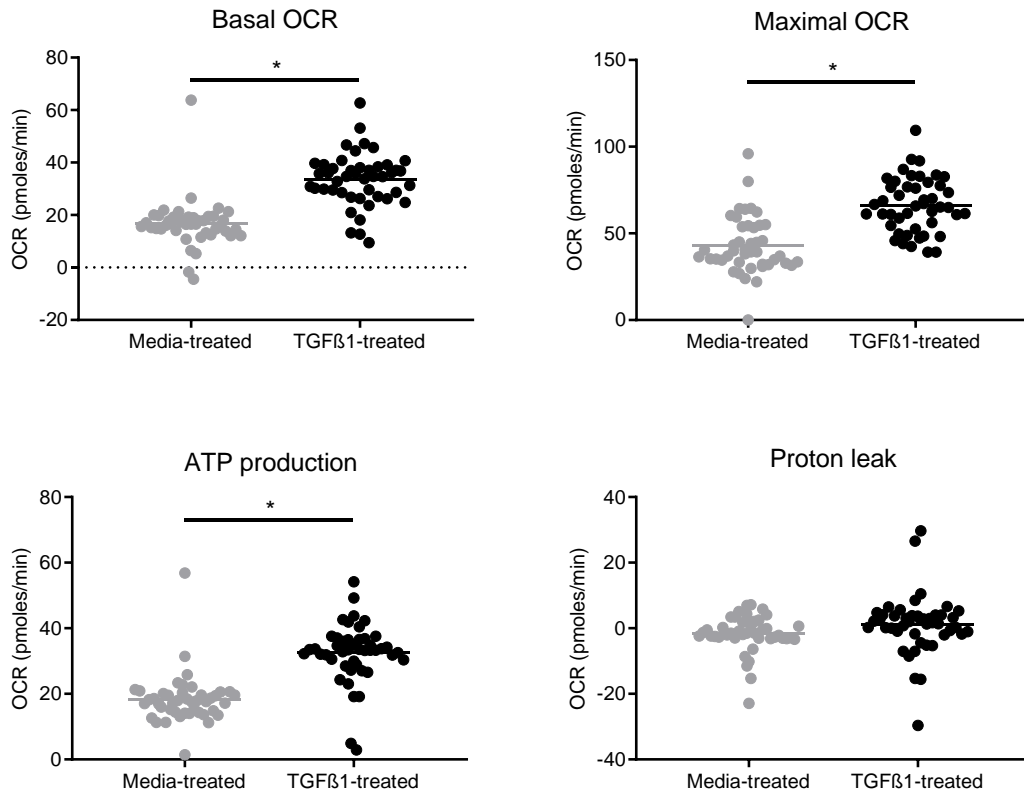 Basal OCR
80
60
40
20
0
-20
OCR (pmoles/min)
*
Media-treated
TGFß1-treated
Maximal OCR
150
100
50
0
OCR (pmoles/min)
*
Media-treated
TGFß1-treated
ATP production
80
60
40
20
0
OCR (pmoles/min)
*
Media-treated
TGFß1-treated
Proton leak
40
20
0
-20
-40
OCR (pmoles/min)
Media-treated
TGFß1-treated